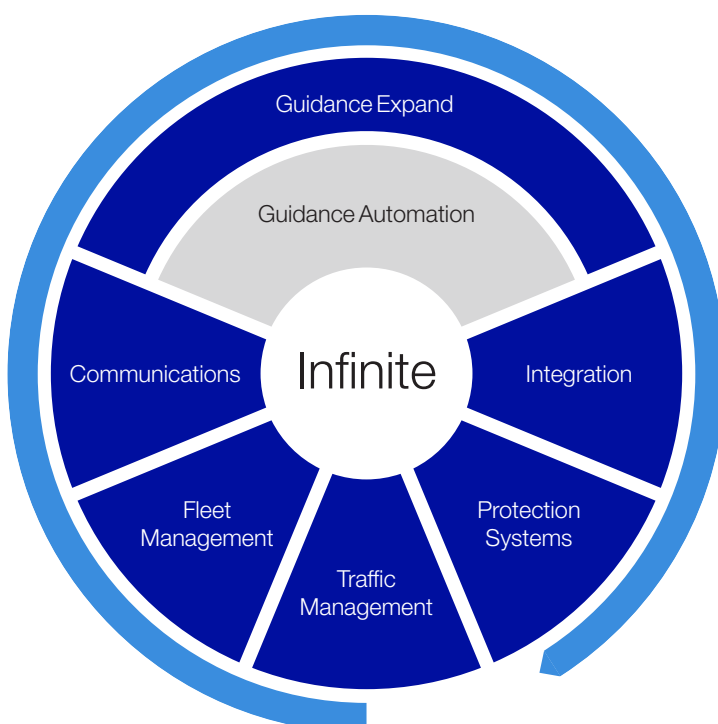 Guidance Expand
Guidance Automation
Communications
Infinite
Integration
Fleet
Management
Protection
Systems
Traffic
Management